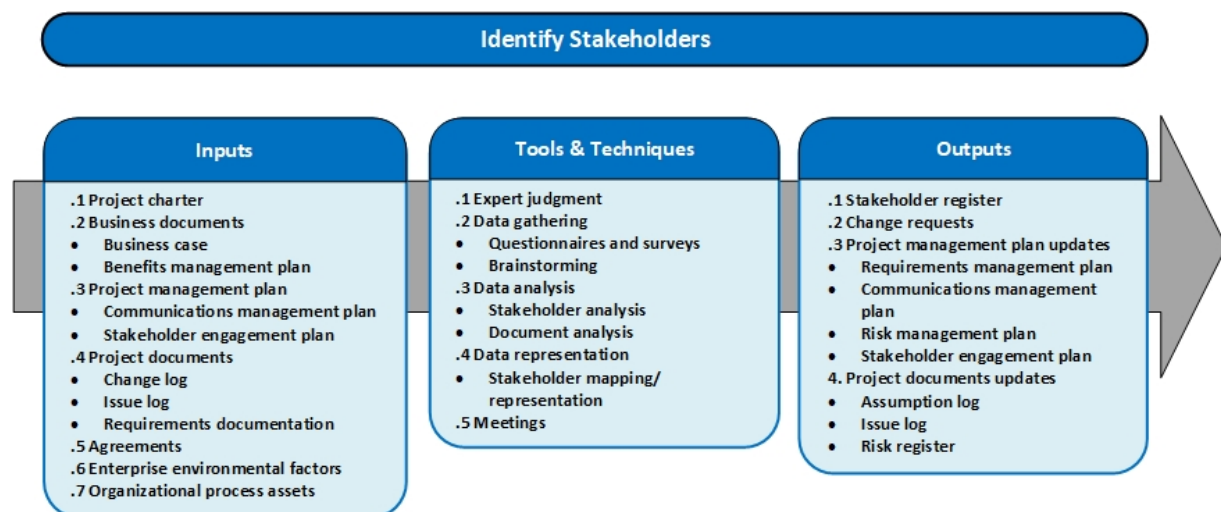 Identify Stakeholders
Inputs
.1 Project charter
.2 Business documents
• Business case
• Benefits management plan
.3 Project management plan
• Communications management plan
• Stakeholder engagement plan
.4 Project documents
• Change log
• Issue log
• Requirements documentation
.5 Agreements
.6 Enterprise environmental factors
.7 Organizational process assets
Tools & Techniques
.1 Expert judgment
.2 Data gathering
• Questionnaires and surveys
• Brainstorming
.3 Data analysis
• Stakeholder analysis
• Document analysis
.4 Data representation
• Stakeholder mapping/
representation
.5 Meetings
Outputs
.1 Stakeholder register
.2 Change requests
.3 Project management plan updates
• Requirements management plan
• Communications management
plan
• Risk management plan
• Stakeholder engagement plan
4. Project documents updates
• Assumption log
• Issue log
• Risk register